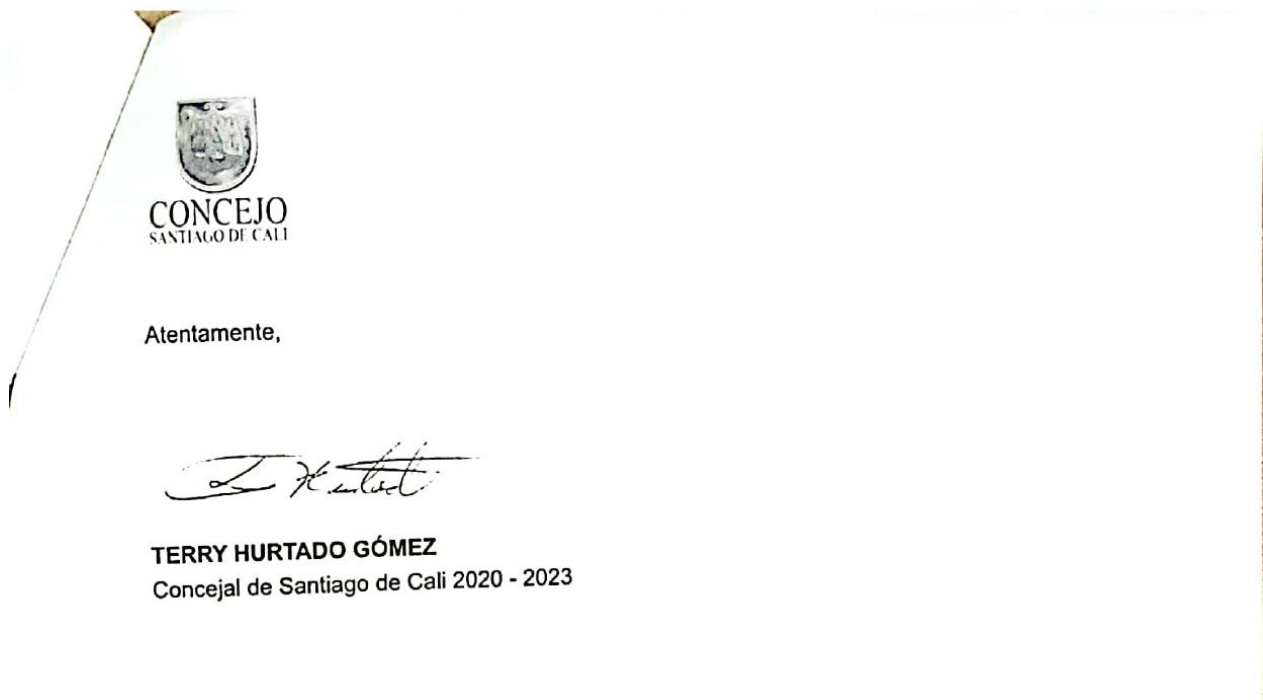 CONCEJO
SANTIAGO DE CALI
Atentamente,
TERRY HURTADO GÓMEZ
Concejal de Santiago de Cali 2020 - 2023